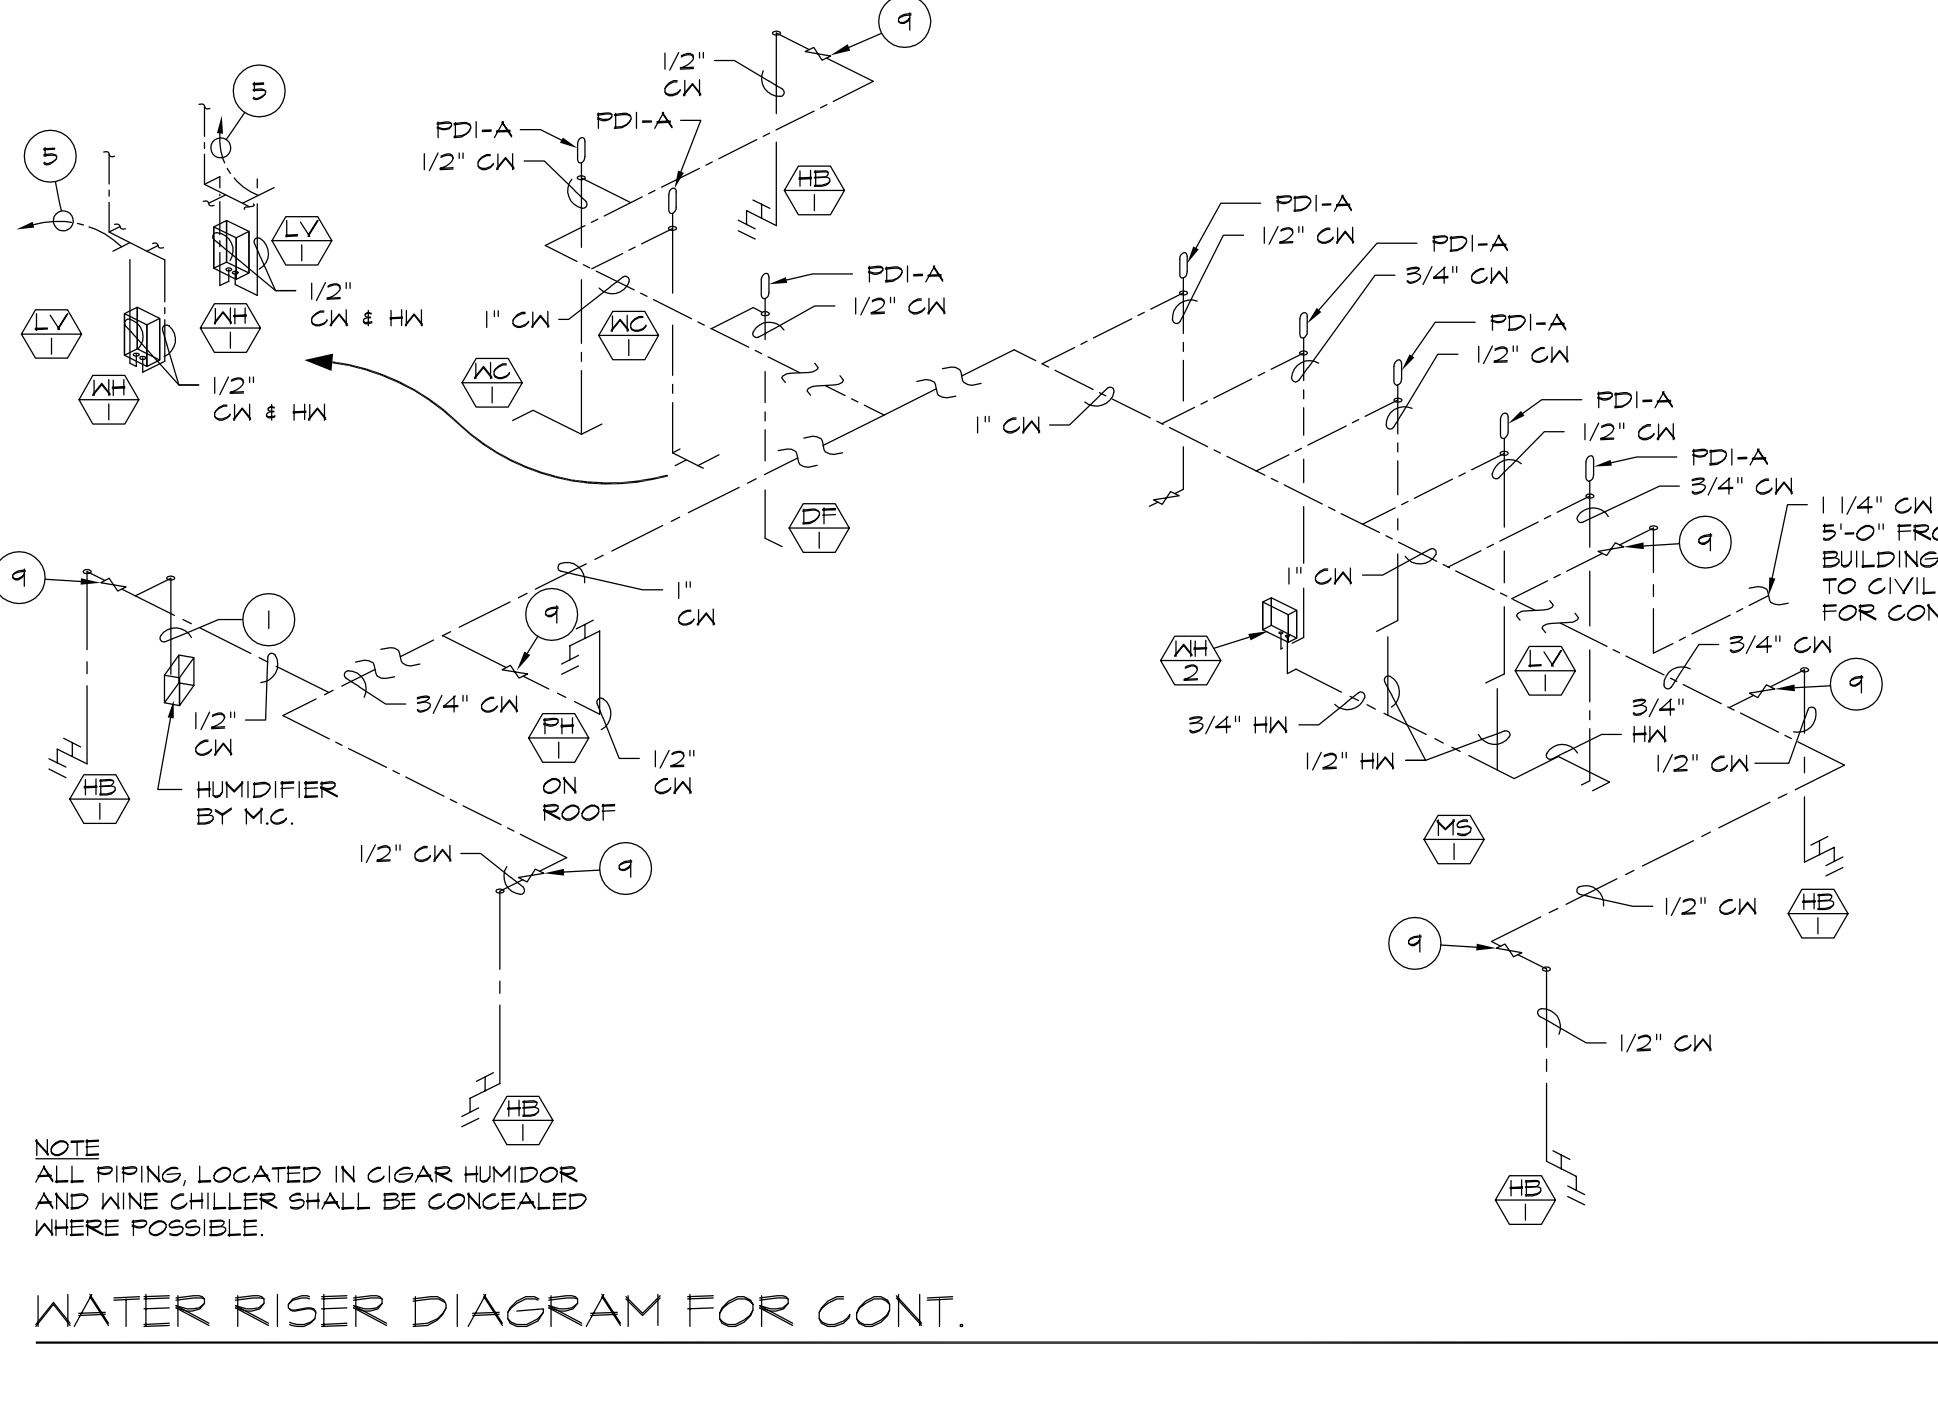 9
1/2"
CW
5
PDI-A
PDI-A
1/2" CW
5
HB
1
LV
1
PDI-A
1/2" CW
PDI-A
3/4" CW
PDI-A
1/2" CW
1/2"
CW & HW
1" CW
WC
1
WH
1
LV
1
PDI-A
1/2" CW
PDI-A
1/2" CW
WC
1
WH
1
1/2"
CW & HW
1" CW
PDI-A
1/2" CW
PDI-A
3/4" CW
DF
1
9
1 1/4" CW
5'-0" FRO
BUILDING
TO CIVIL
FOR CON
9
1" CW
1"
CW
9
1
WH
2
LV
1
3/4" CW
9
3/4" CW
1/2"
CW
PH
1
ON
ROOF
1/2"
CW
3/4" HW
1/2" HW
3/4"
HW
1/2" CW
HB
1
HUMIDIFIER
BY M.C.
MS
1
1/2" CW
9
1/2" CW
HB
1
9
1/2" CW
HB
1
HB
1
NOTE
ALL PIPING, LOCATED IN CIGAR HUMIDOR
AND WINE CHILLER SHALL BE CONCEALED
WHERE POSSIBLE.
WATER RISER DIAGRAM FOR CONT.